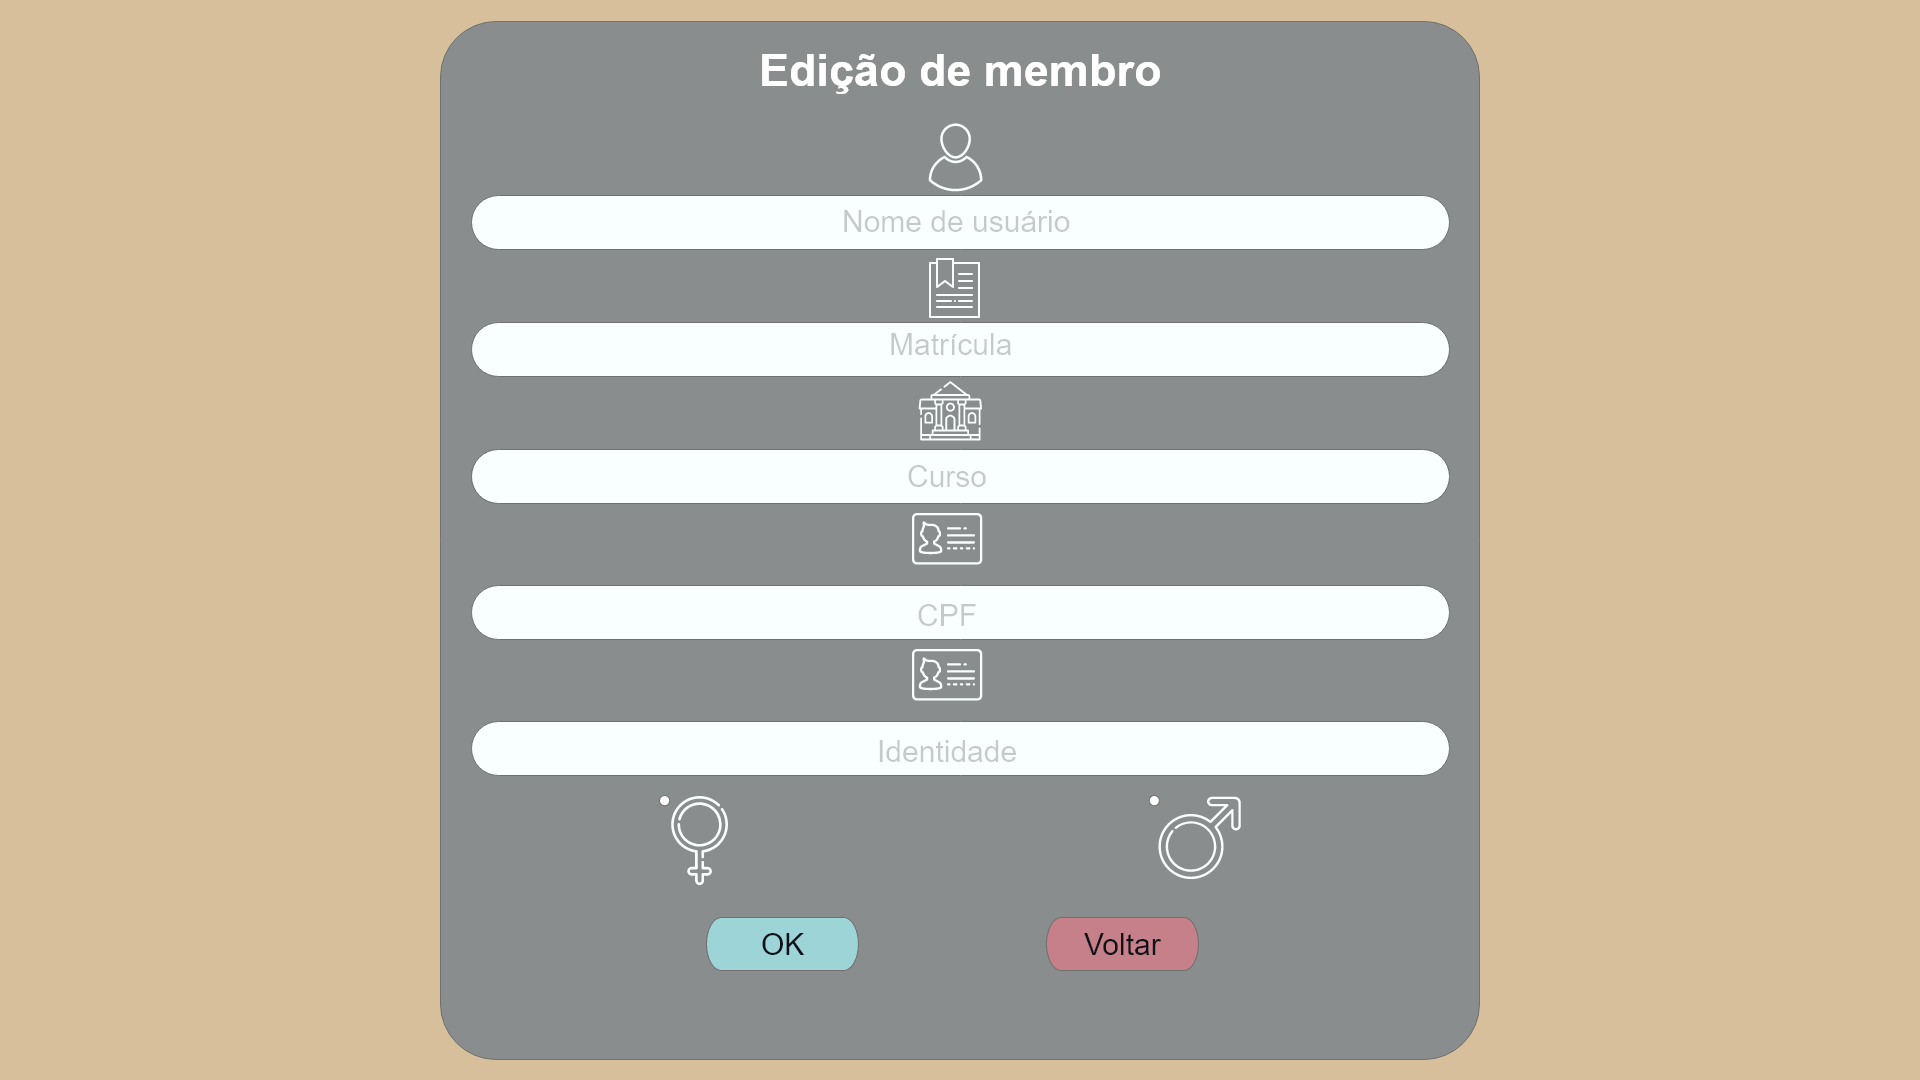 Edição de membro
Nome de usuário
Matrícula
Curso
CPF
Identidade
OK
Voltar